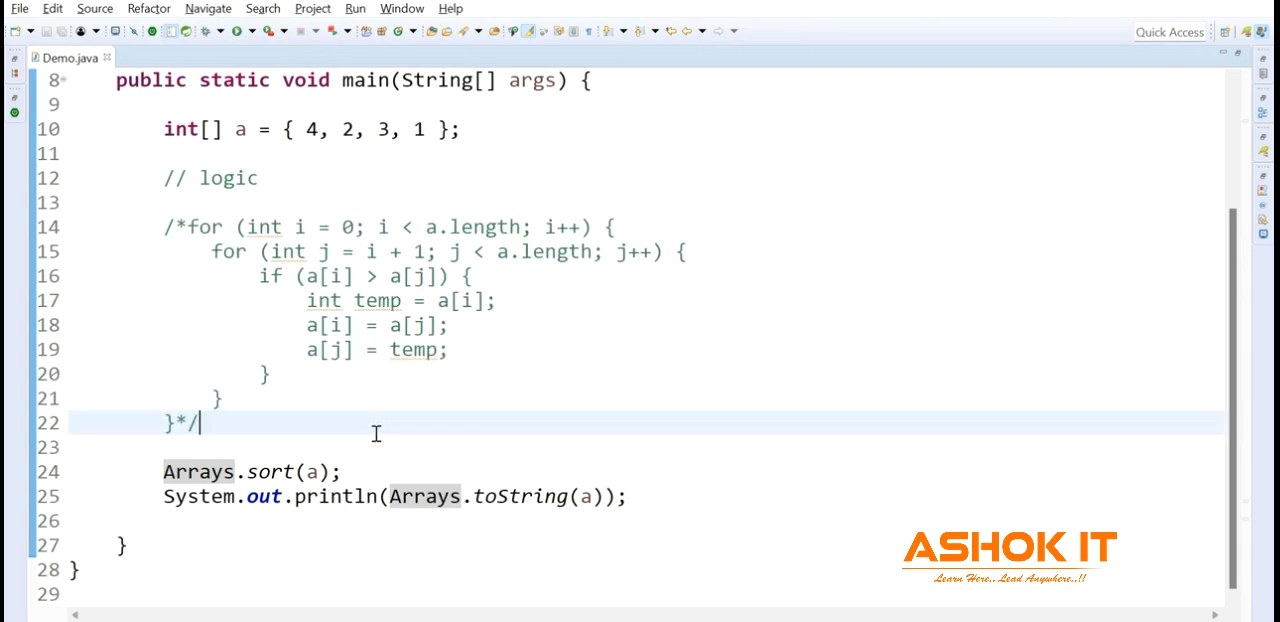 File Edit Source Refactor Navigate Search Project Run Window Help
Quick Access
Demo.java
8 public static void main(String[] args) {
9
10 int[] a = { 4, 2, 3, 1 };
11
12 // logic
13
14 /*for (int i = 0; i < a.length; i++) {
15 for (int j = i + 1; j < a.length; j++) {
16 if (a[i] > a[j]) {
17 int temp = a[i];
18 a[i] = a[j];
19 a[j] = temp;
20 }
21 }
22 }*/
23
24 Arrays.sort(a);
25 System.out.println(Arrays.toString(a));
26
27 }
28 }
29
ASHOK IT
Learn Here.. Lead Anywhere..!!